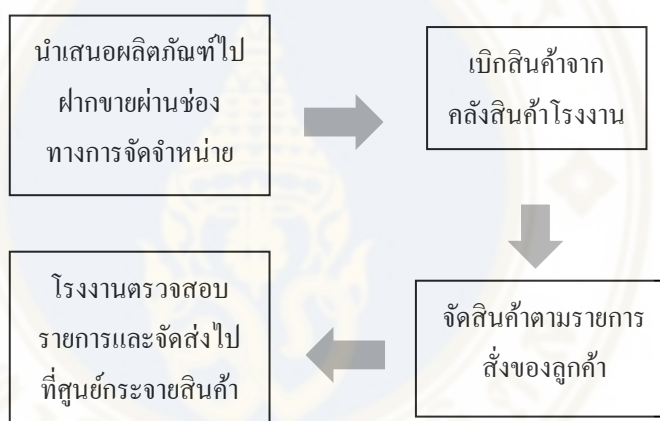 นำเสนอผลิตภัณฑ์ไป
ฝากขายผ่านช่อง
ทางการจัดจำหน่าย
เบิกสินค้าจาก
คลังสินค้าโรงงาน
จัดสินค้าตามรายการ
สั่งของลูกค้า
โรงงานตรวจสอบ
รายการและจัดส่งไป
ที่ศูนย์กระจายสินค้า